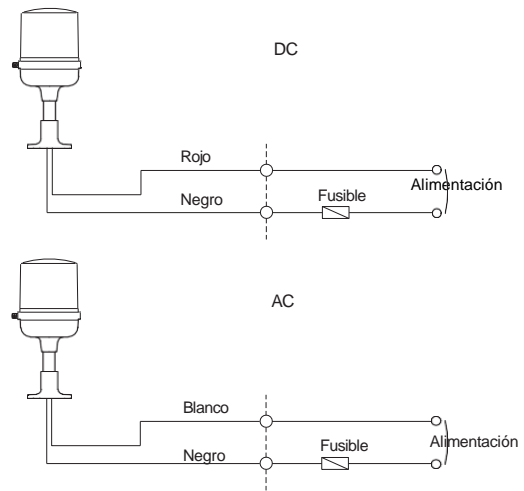 DC
Rojo
Alimentación
Negro
Fusible
AC
Blanco
Alimentación
Negro
Fusible